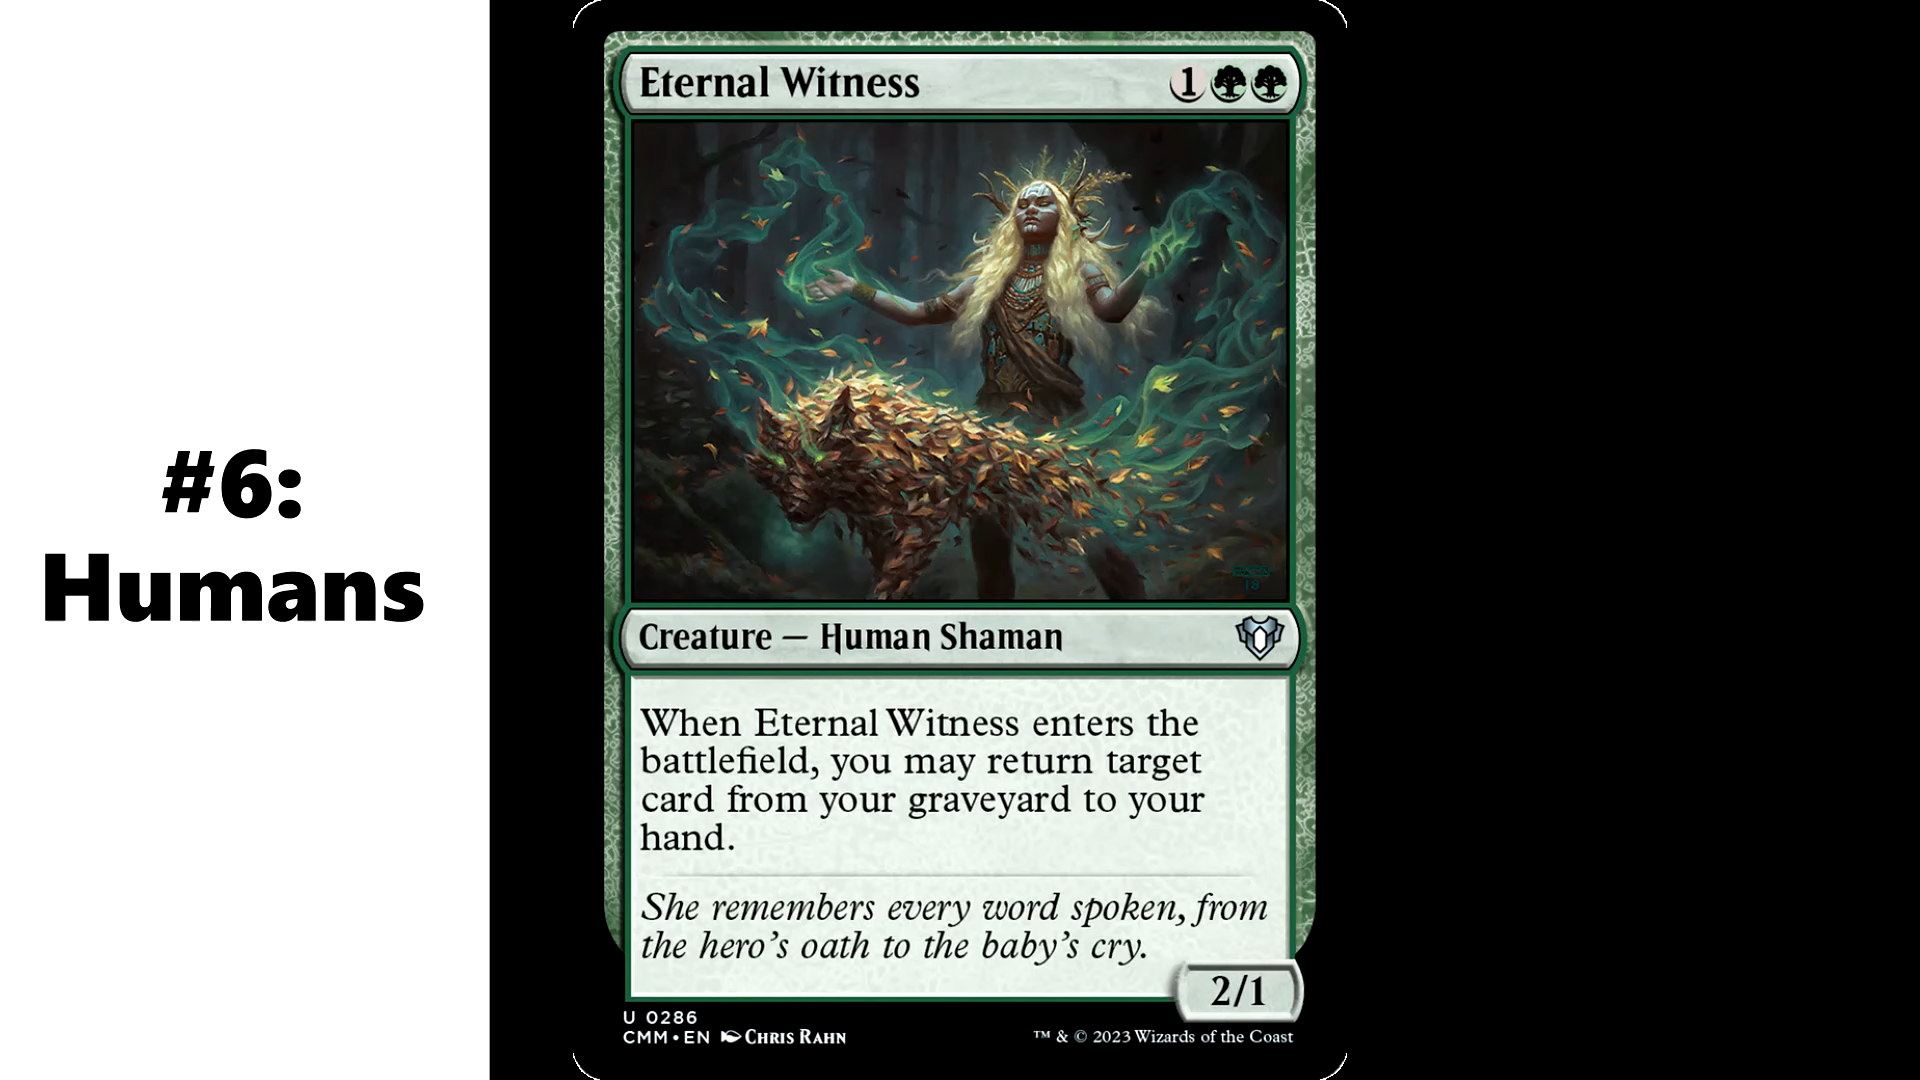 #6:
Humans
Eternal Witness 1
Creature — Human Shaman
When Eternal Witness enters the
battlefield, you may return target
card from your graveyard to your
hand.
She remembers every word spoken, from
the hero's oath to the baby's cry.
2/1
U 0286
CMM • EN Chris Rahn
™ & © 2023 Wizards of the Coast